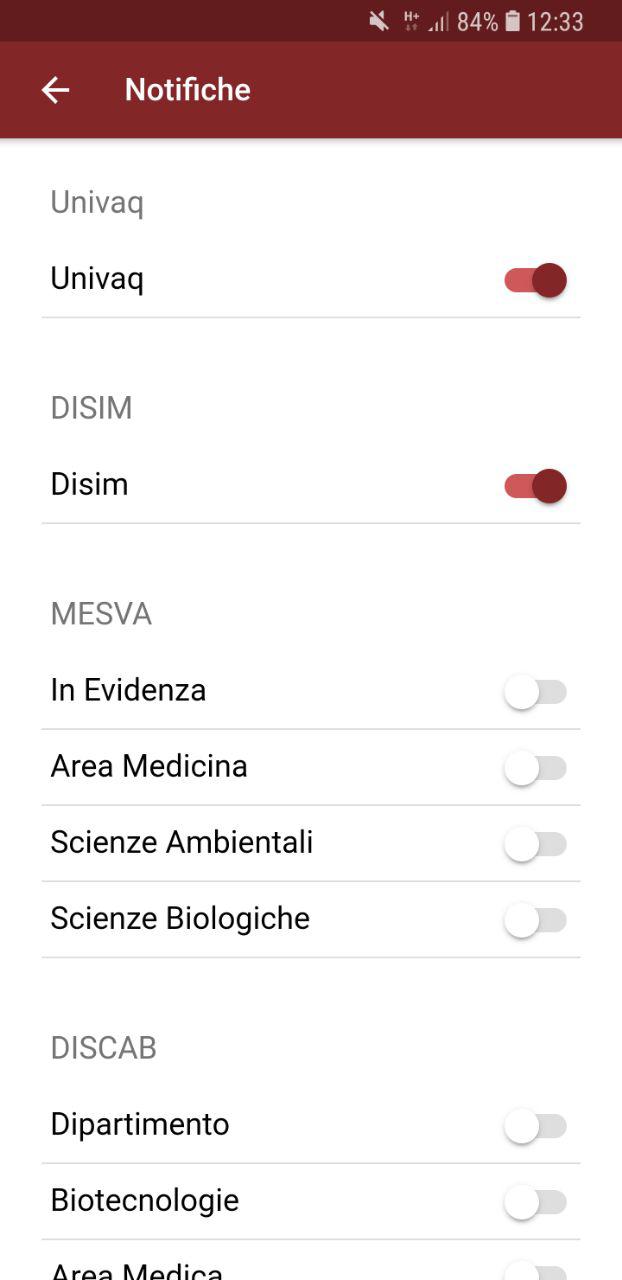 H+ 84% 12:33
Notifiche
Univaq
Univaq
DISIM
Disim
MESVA
In Evidenza
Area Medicina
Scienze Ambientali
Scienze Biologiche
DISCAB
Dipartimento
Biotecnologie
Area Medica